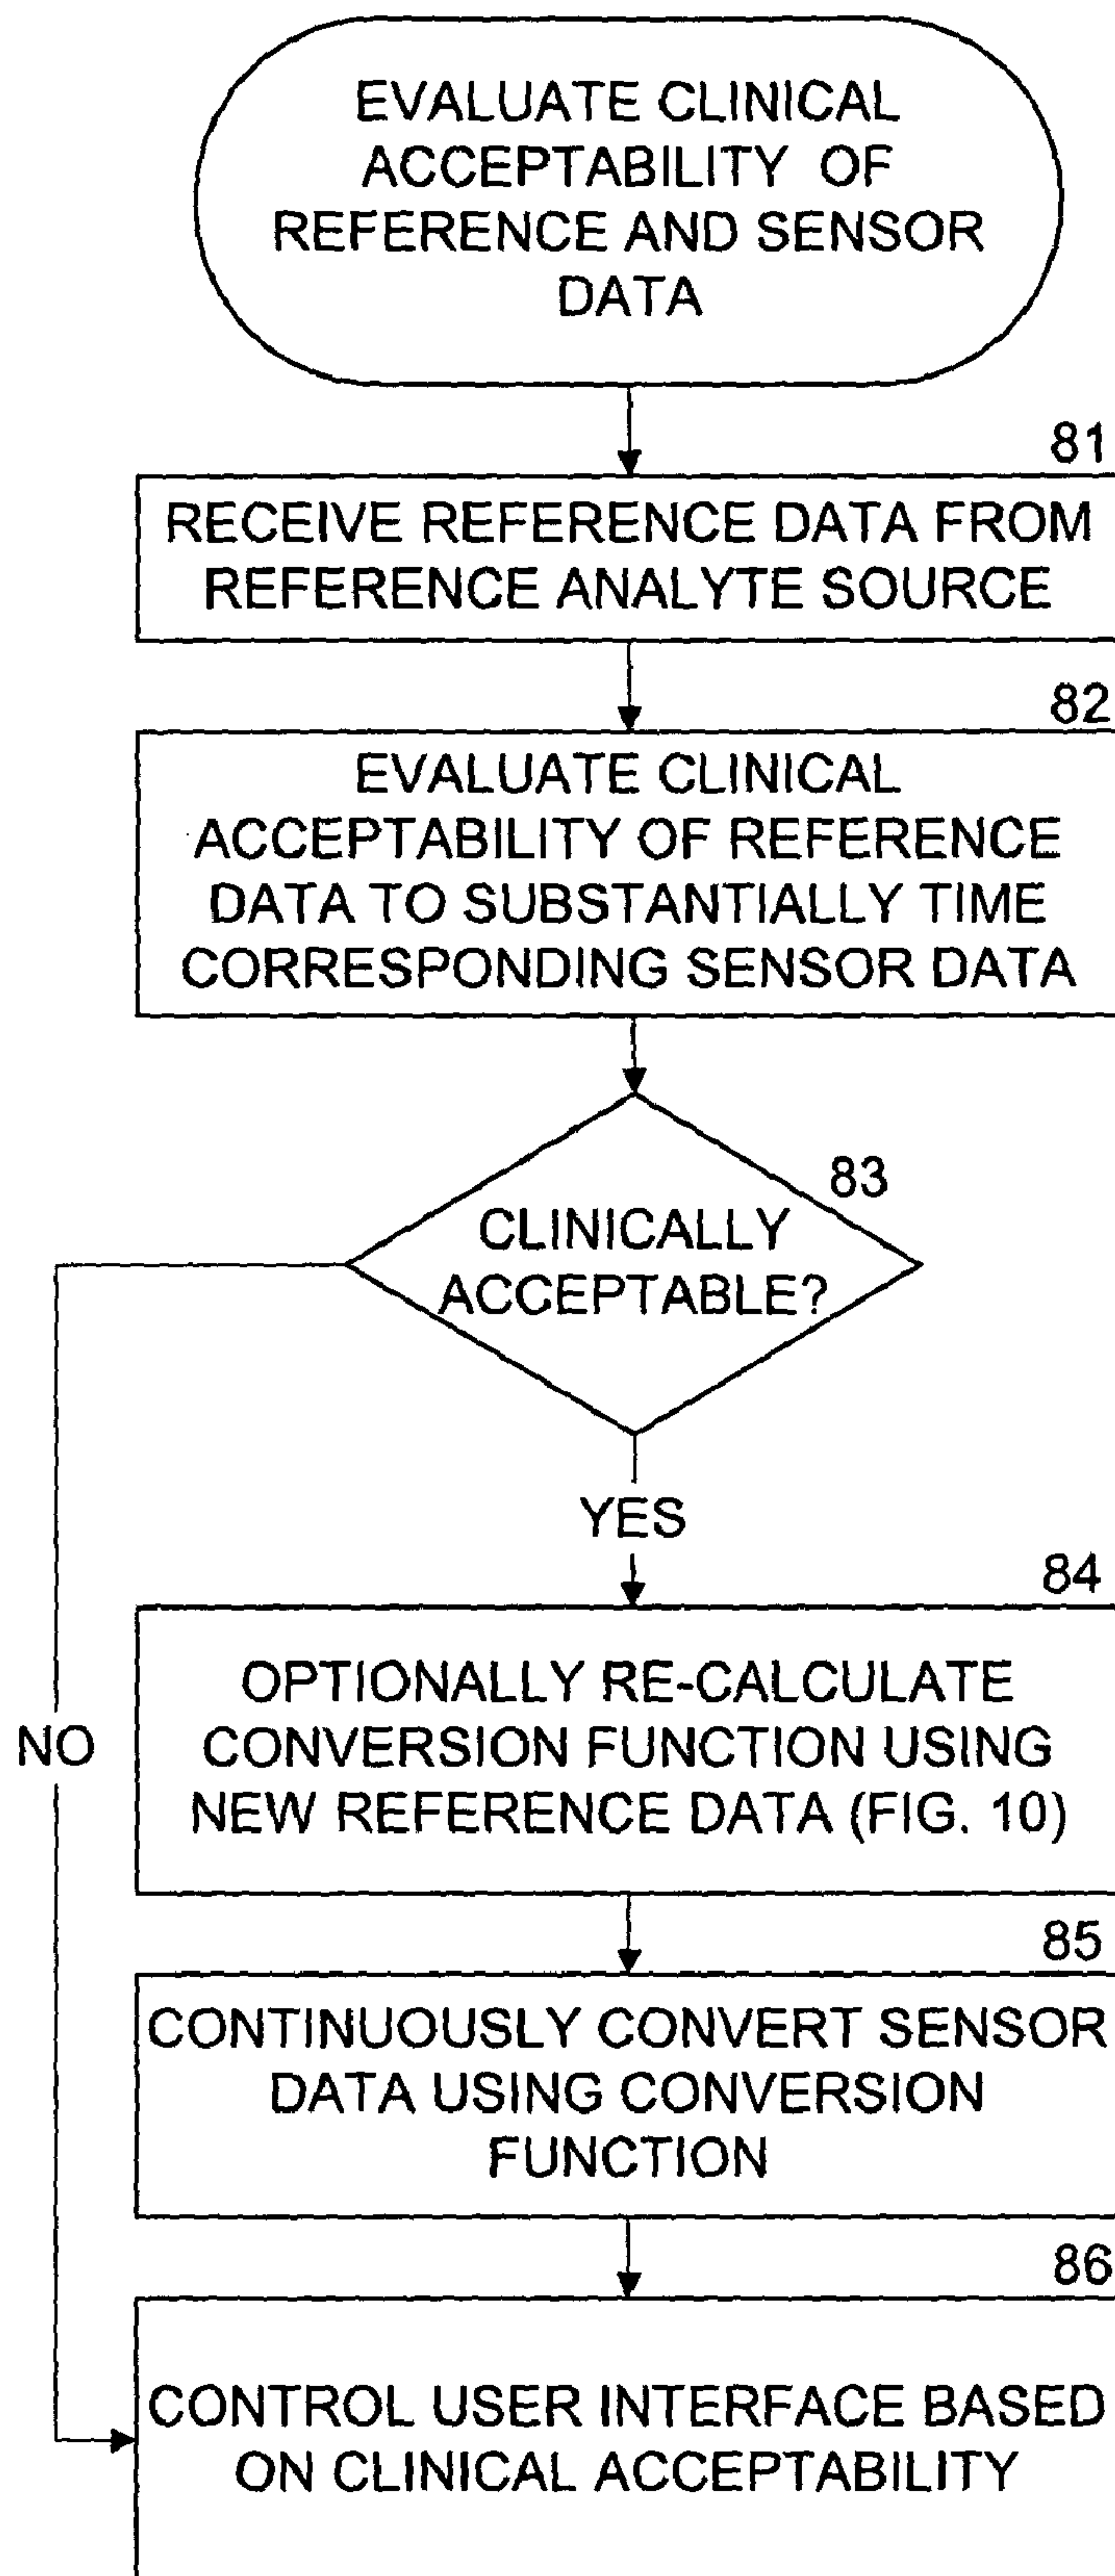 EVALUATE CLINICAL
ACCEPTABILITY OF
REFERENCE AND SENSOR
DATA
81
RECEIVE REFERENCE DATA FROM
REFERENCE ANALYTE SOURCE
82
EVALUATE CLINICAL
ACCEPTABILITY OF REFERENCE
DATA TO SUBSTANTIALLY TIME
CORRESPONDING SENSOR DATA
83
CLINICALLY
ACCEPTABLE?
YES
NO
84
OPTIONALLY RE-CALCULATE
CONVERSION FUNCTION USING
NEW REFERENCE DATA (FIG. 10)
85
CONTINUOUSLY CONVERT SENSOR
DATA USING CONVERSION
FUNCTION
86
CONTROL USER INTERFACE BASED
ON CLINICAL ACCEPTABILITY